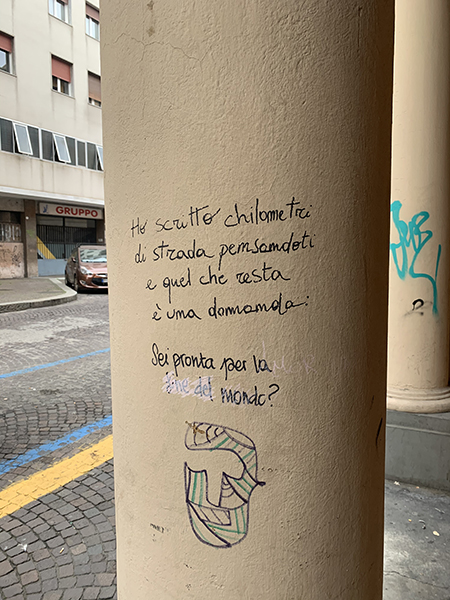 GRUPPO
Ho scritto chilometri
di strada pensandoti
e quel che resta
è una domanda:
Sei pronta per la
fine del mondo?